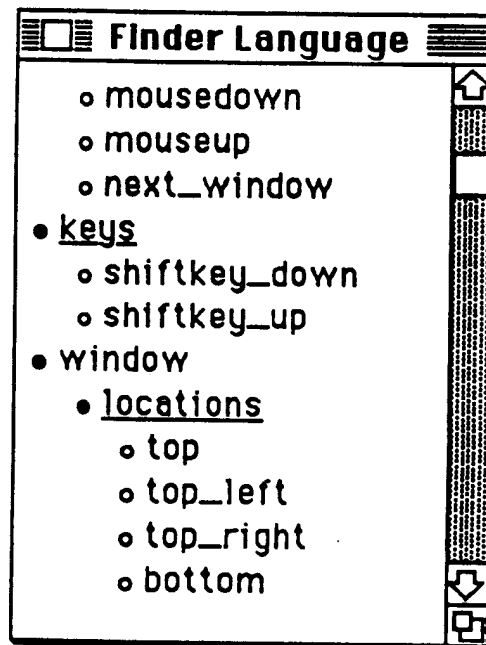 Finder Language
mousedown
mouseup
next_window
keys
shiftkey_down
shiftkey_up
window
locations
top
top_left
top_right
bottom